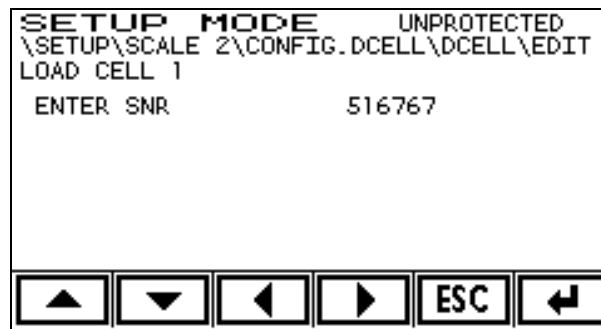 SETUP MODE UNPROTECTED
\SETUP\SCALE 2\CONFIG.DCELL\DCELL\EDIT
LOAD CELL 1
ENTER SNR 516767
ESC